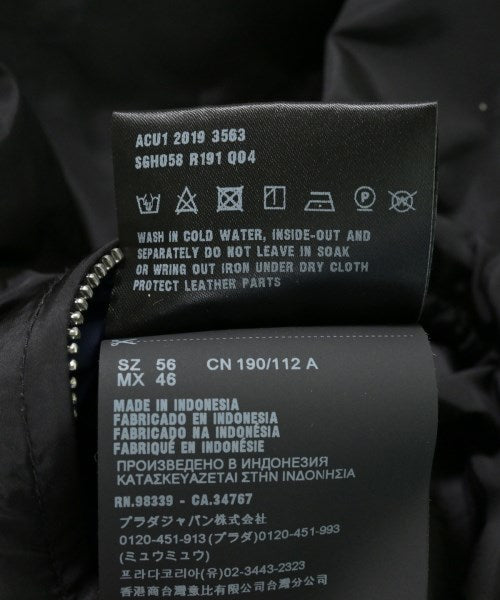 ACU1 2019 3563
SGH058 R191 Q04
WASH IN COLD WATER, INSIDE-OUT AND
SEPARATELY DO NOT LEAVE IN SOAK
OR WRING OUT IRON UNDER DRY CLOTH
PROTECT LEATHER PARTS
SZ 56 CN 190/112 A
MX 46
MADE IN INDONESIA
FABRICADO EN INDONESIA
FABRICADO NA INDONÉSIA
FABRIQUÉ EN INDONÉSIE
ПРОИЗВЕДЕНО В ИНДОНЕЗИЯ
ΚΑΤΑΣΚΕΥΑΖΕΤΑΙ ΣΤΗΝ ΙΝΔΟΝΗΣΙΑ
RN.98339 - CA.34767
プラダジャパン株式会社
0120-451-913 (プラダ) 0120-451-993
(ミュウミュウ)
프라다코리아(유) 02-3443-2323
香港商台灣普拉達亞太有限公司台灣分公司